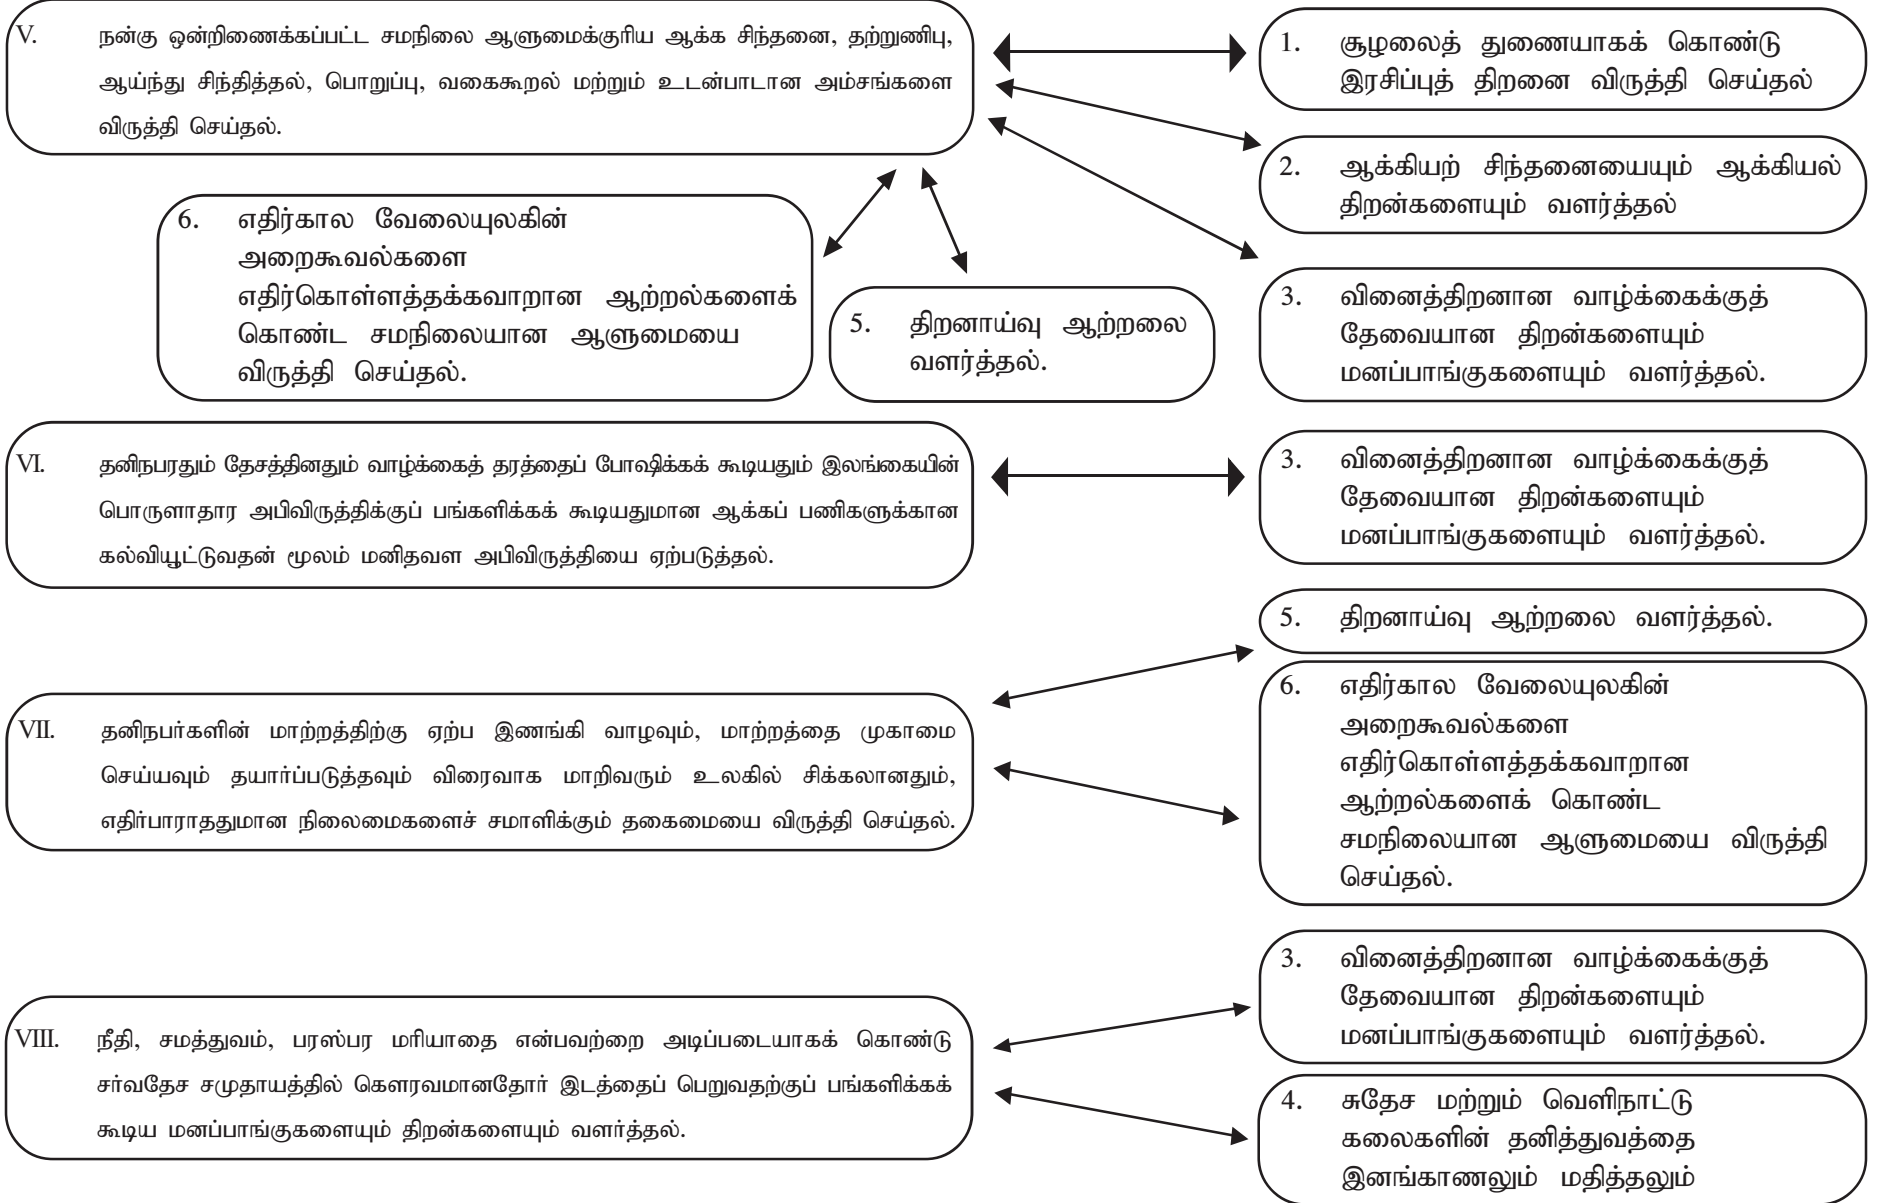 V. நன்கு ஒன்றிணைக்கப்பட்ட சமநிலை ஆளுமைக்குரிய ஆக்க சிந்தனை, தற்றுணிபு,
ஆய்ந்து சிந்தித்தல், பொறுப்பு, வகைகூறல் மற்றும் உடன்பாடான அம்சங்களை
விருத்தி செய்தல்.
1. சூழலைத் துணையாகக் கொண்டு
இரசிப்புத் திறனை விருத்தி செய்தல்
2. ஆக்கியற் சிந்தனையையும் ஆக்கியல்
திறன்களையும் வளர்த்தல்
3. வினைத்திறனான வாழ்க்கைக்குத்
தேவையான திறன்களையும்
மனப்பாங்குகளையும் வளர்த்தல்.
6. எதிர்கால வேலையுலகின்
அறைகூவல்களை
எதிர்கொள்ளத்தக்கவாறான ஆற்றல்களைக்
கொண்ட சமநிலையான ஆளுமையை
விருத்தி செய்தல்.
5. திறனாய்வு ஆற்றலை
வளர்த்தல்.
VI. தனிநபரதும் தேசத்தினதும் வாழ்க்கைத் தரத்தைப் போஷிக்கக் கூடியதும் இலங்கையின்
பொருளாதார அபிவிருத்திக்குப் பங்களிக்கக் கூடியதுமான ஆக்கப் பணிகளுக்கான
கல்வியூட்டுவதன் மூலம் மனிதவள அபிவிருத்தியை ஏற்படுத்தல்.
3. வினைத்திறனான வாழ்க்கைக்குத்
தேவையான திறன்களையும்
மனப்பாங்குகளையும் வளர்த்தல்.
VII. தனிநபர்களின் மாற்றத்திற்கு ஏற்ப இணங்கி வாழவும், மாற்றத்தை முகாமை
செய்யவும் தயார்ப்படுத்தவும் விரைவாக மாறிவரும் உலகில் சிக்கலானதும்,
எதிர்பாராததுமான நிலைமைகளைச் சமாளிக்கும் தகைமையை விருத்தி செய்தல்.
5. திறனாய்வு ஆற்றலை வளர்த்தல்.
6. எதிர்கால வேலையுலகின்
அறைகூவல்களை
எதிர்கொள்ளத்தக்கவாறான
ஆற்றல்களைக் கொண்ட
சமநிலையான ஆளுமையை விருத்தி
செய்தல்.
VIII. நீதி, சமத்துவம், பரஸ்பர மரியாதை என்பவற்றை அடிப்படையாகக் கொண்டு
சர்வதேச சமுதாயத்தில் கௌரவமானதோர் இடத்தைப் பெறுவதற்குப் பங்களிக்கக்
கூடிய மனப்பாங்குகளையும் திறன்களையும் வளர்த்தல்.
3. வினைத்திறனான வாழ்க்கைக்குத்
தேவையான திறன்களையும்
மனப்பாங்குகளையும் வளர்த்தல்.
4. சுதேச மற்றும் வெளிநாட்டு
கலைகளின் தனித்துவத்தை
இனங்காணலும் மதித்தலும்